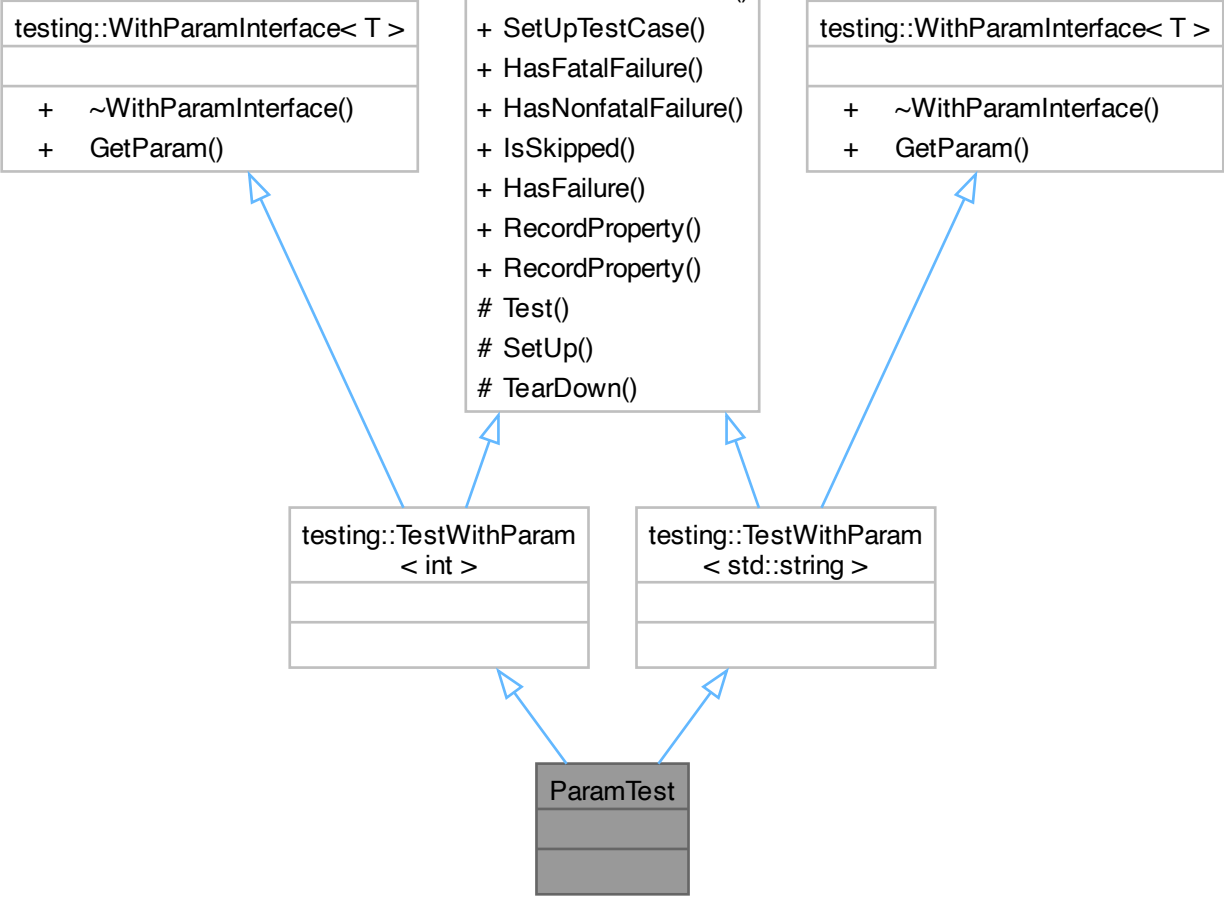 testing::WithParamInterface< T >
+ ~WithParamInterface()
+ GetParam()
+ SetUpTestCase()
+ HasFatalFailure()
+ HasNonfatalFailure()
+ IsSkipped()
+ HasFailure()
+ RecordProperty()
+ RecordProperty()
# Test()
# SetUp()
# TearDown()
testing::WithParamInterface< T >
+ ~WithParamInterface()
+ GetParam()
testing::TestWithParam
< int >
testing::TestWithParam
< std::string >
ParamTest